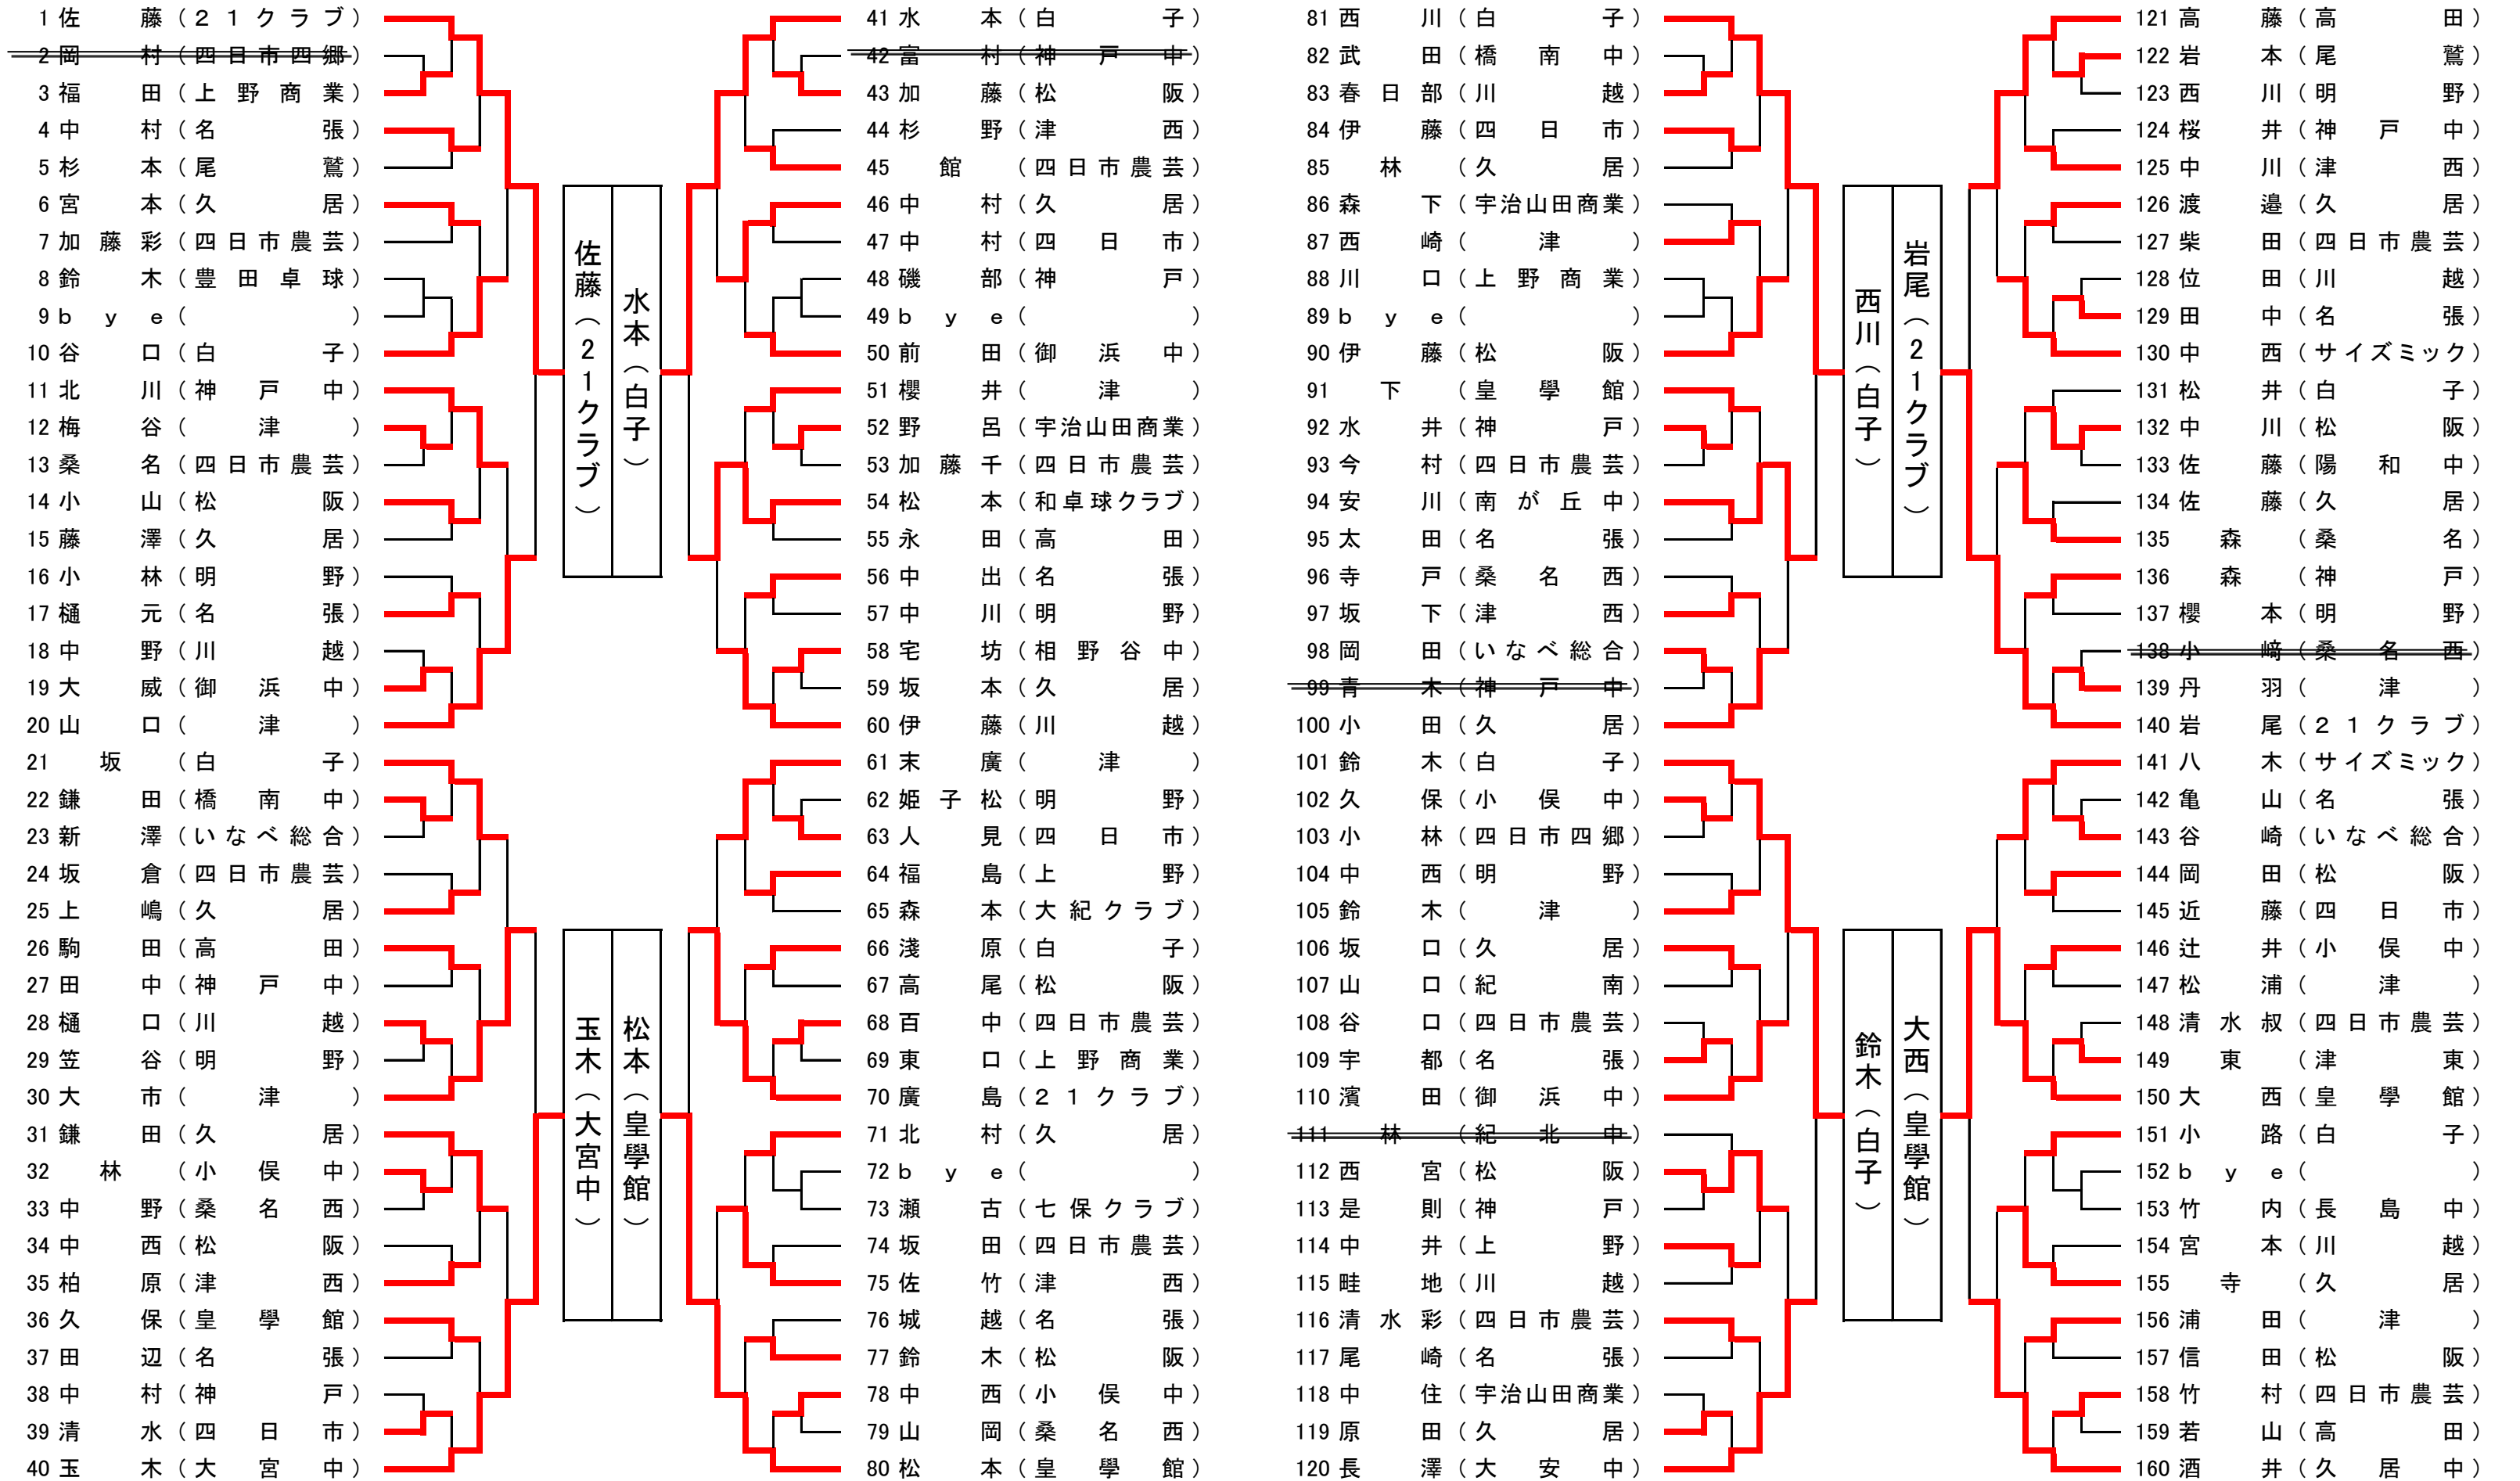 1 佐藤（２１クラブ）
2 岡村（四日市四郷）
3 福田（上野商業）
4 中村（名張）
5 杉本（尾鷲）
6 宮本（久居）
7 加藤彩（四日市農芸）
8 鈴木（豊田卓球）
9 ｂｙｅ（ ）
10 谷口（白子）
11 北川（神戸中）
12 梅谷（津）
13 桑名（四日市農芸）
14 小山（松阪）
15 藤澤（久居）
16 小林（明野）
17 樋元（名張）
18 中野（川越）
19 大威（御浜中）
20 山口（津）
21 坂（白子）
22 鎌田（橋南中）
23 新澤（いなべ総合）
24 坂倉（四日市農芸）
25 上嶋（久居）
26 駒田（高田）
27 田中（神戸中）
28 樋口（川越）
29 笠谷（明野）
30 大市（津）
31 鎌田（久居）
32 林（小俣中）
33 中野（桑名西）
34 中西（松阪）
35 柏原（津西）
36 久保（皇學館）
37 田辺（名張）
38 中村（神戸）
39 清水（四日市）
40 玉木（大宮中）
佐藤（２１クラブ）
水本（白子）
玉木（大宮中）
松本（皇學館）
41 水本（白子）
42 富村（神戸中）
43 加藤（松阪）
44 杉野（津西）
45 館（四日市農芸）
46 中村（久居）
47 中村（四日市）
48 磯部（神戸）
49 ｂｙｅ（ ）
50 前田（御浜中）
51 櫻井（津）
52 野呂（宇治山田商業）
53 加藤千（四日市農芸）
54 松本（和卓球クラブ）
55 永田（高田）
56 中出（名張）
57 中川（明野）
58 宅坊（相野谷中）
59 坂本（久居）
60 伊藤（川越）
61 末廣（津）
62 姫子松（明野）
63 人見（四日市）
64 福島（上野）
65 森本（大紀クラブ）
66 淺原（白子）
67 高尾（松阪）
68 百中（四日市農芸）
69 東口（上野商業）
70 廣島（２１クラブ）
71 北村（久居）
72 ｂｙｅ（ ）
73 瀬古（七保クラブ）
74 坂田（四日市農芸）
75 佐竹（津西）
76 城越（名張）
77 鈴木（松阪）
78 中西（小俣中）
79 山岡（桑名西）
80 松本（皇學館）
81 西川（白子）
82 武田（橋南中）
83 春日部（川越）
84 伊藤（四日市）
85 林（久居）
86 森下（宇治山田商業）
87 西崎（津）
88 川口（上野商業）
89 ｂｙｅ（ ）
90 伊藤（松阪）
91 下（皇學館）
92 水井（神戸）
93 今村（四日市農芸）
94 安川（南が丘中）
95 太田（名張）
96 寺戸（桑名西）
97 坂下（津西）
98 岡田（いなべ総合）
99 青木（神戸中）
100 小田（久居）
101 鈴木（白子）
102 久保（小俣中）
103 小林（四日市四郷）
104 中西（明野）
105 鈴木（津）
106 坂口（久居）
107 山口（紀南）
108 谷口（四日市農芸）
109 宇都（名張）
110 濱田（御浜中）
111 林（紀北中）
112 西宮（松阪）
113 是則（神戸）
114 中井（上野）
115 畦地（川越）
116 清水彩（四日市農芸）
117 尾崎（名張）
118 中住（宇治山田商業）
119 原田（久居）
120 長澤（大安中）
西川（白子）
岩尾（２１クラブ）
鈴木（白子）
大西（皇學館）
121 高藤（高田）
122 岩本（尾鷲）
123 西川（明野）
124 桜井（神戸中）
125 中川（津西）
126 渡邉（久居）
127 柴田（四日市農芸）
128 位田（川越）
129 田中（名張）
130 中西（サイズミック）
131 松井（白子）
132 中川（松阪）
133 佐藤（陽和中）
134 佐藤（久居）
135 森（桑名）
136 森（神戸）
137 櫻本（明野）
138 小﨑（桑名西）
139 丹羽（津）
140 岩尾（２１クラブ）
141 八木（サイズミック）
142 亀山（名張）
143 谷崎（いなべ総合）
144 岡田（松阪）
145 近藤（四日市）
146 辻井（小俣中）
147 松浦（津）
148 清水叔（四日市農芸）
149 東（津東）
150 大西（皇學館）
151 小路（白子）
152 ｂｙｅ（ ）
153 竹内（長島中）
154 宮本（川越）
155 寺（久居）
156 浦田（津）
157 信田（松阪）
158 竹村（四日市農芸）
159 若山（高田）
160 酒井（久居中）